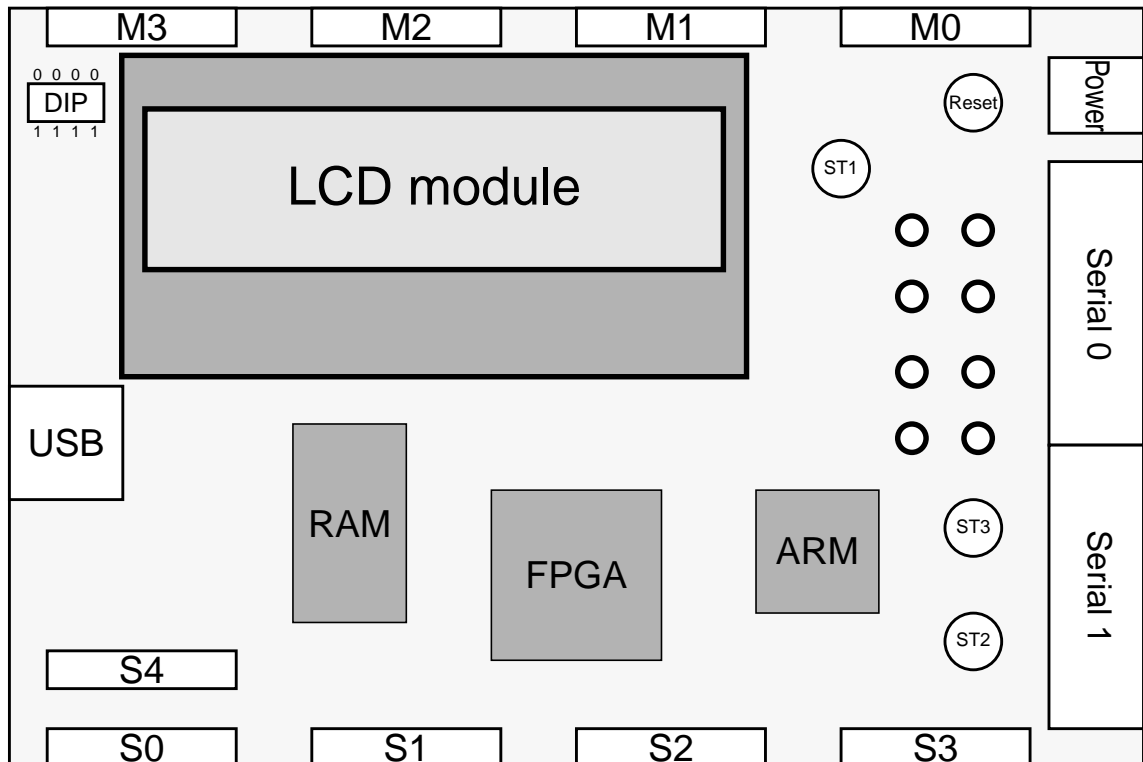 M3 M2 M1 M0
0 0 0 0
DIP
1 1 1 1
Power
Reset
LCD module
ST1
Serial 0
USB
RAM
FPGA
ARM
ST3
Serial 1
ST2
S4
S0 S1 S2 S3